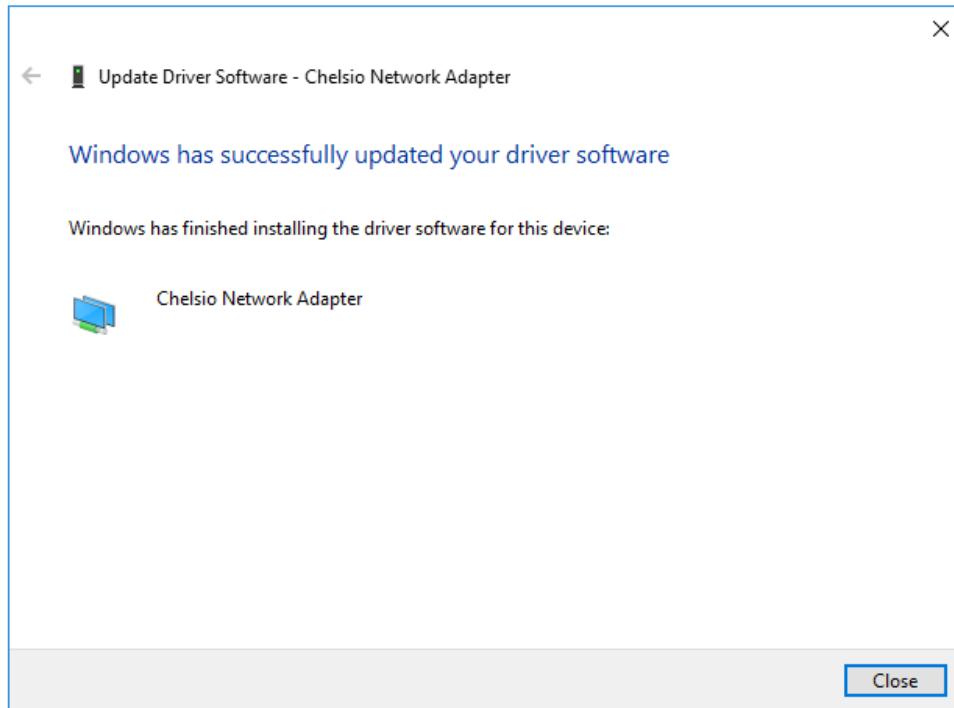 Update Driver Software - Chelsio Network Adapter
Windows has successfully updated your driver software
Windows has finished installing the driver software for this device:
Chelsio Network Adapter
Close